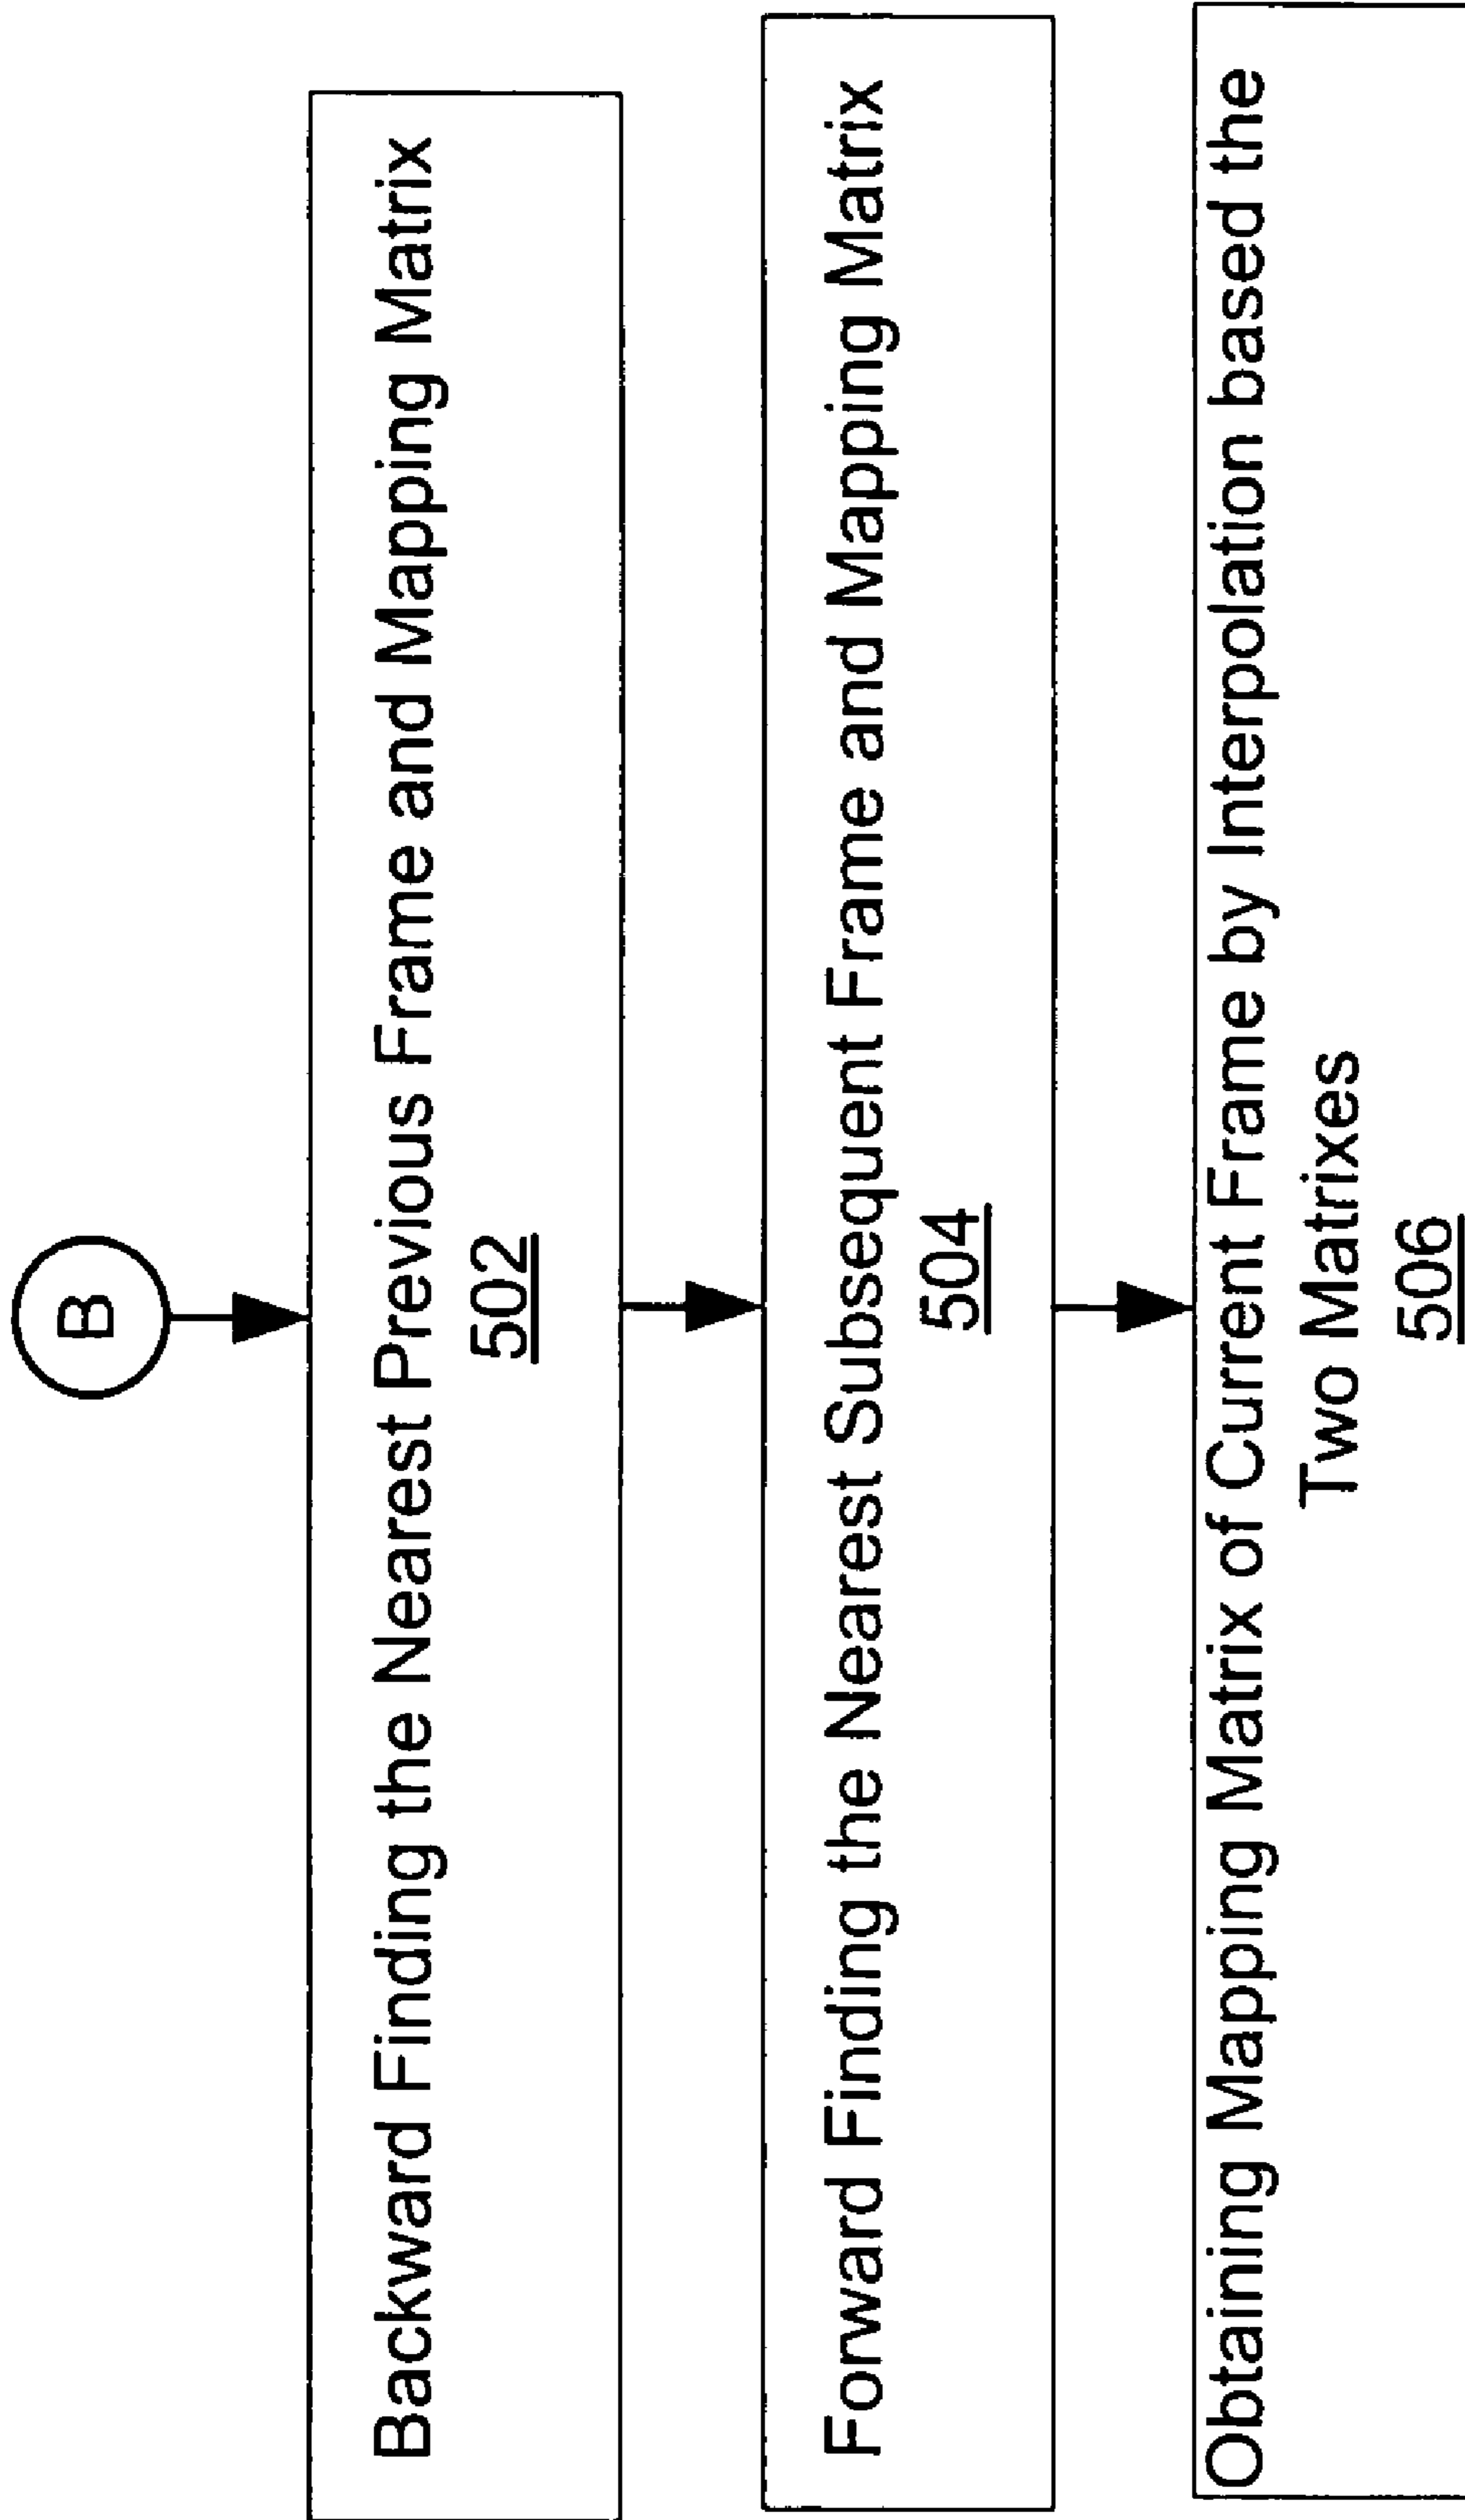 B
Backward Finding the Nearest Previous Frame and Mapping Matrix
502
Forward Finding the Nearest Subsequent Frame and Mapping Matrix
504
Obtaining Mapping Matrix of Current Frame by Interpolation based the
Two Matrixes
506